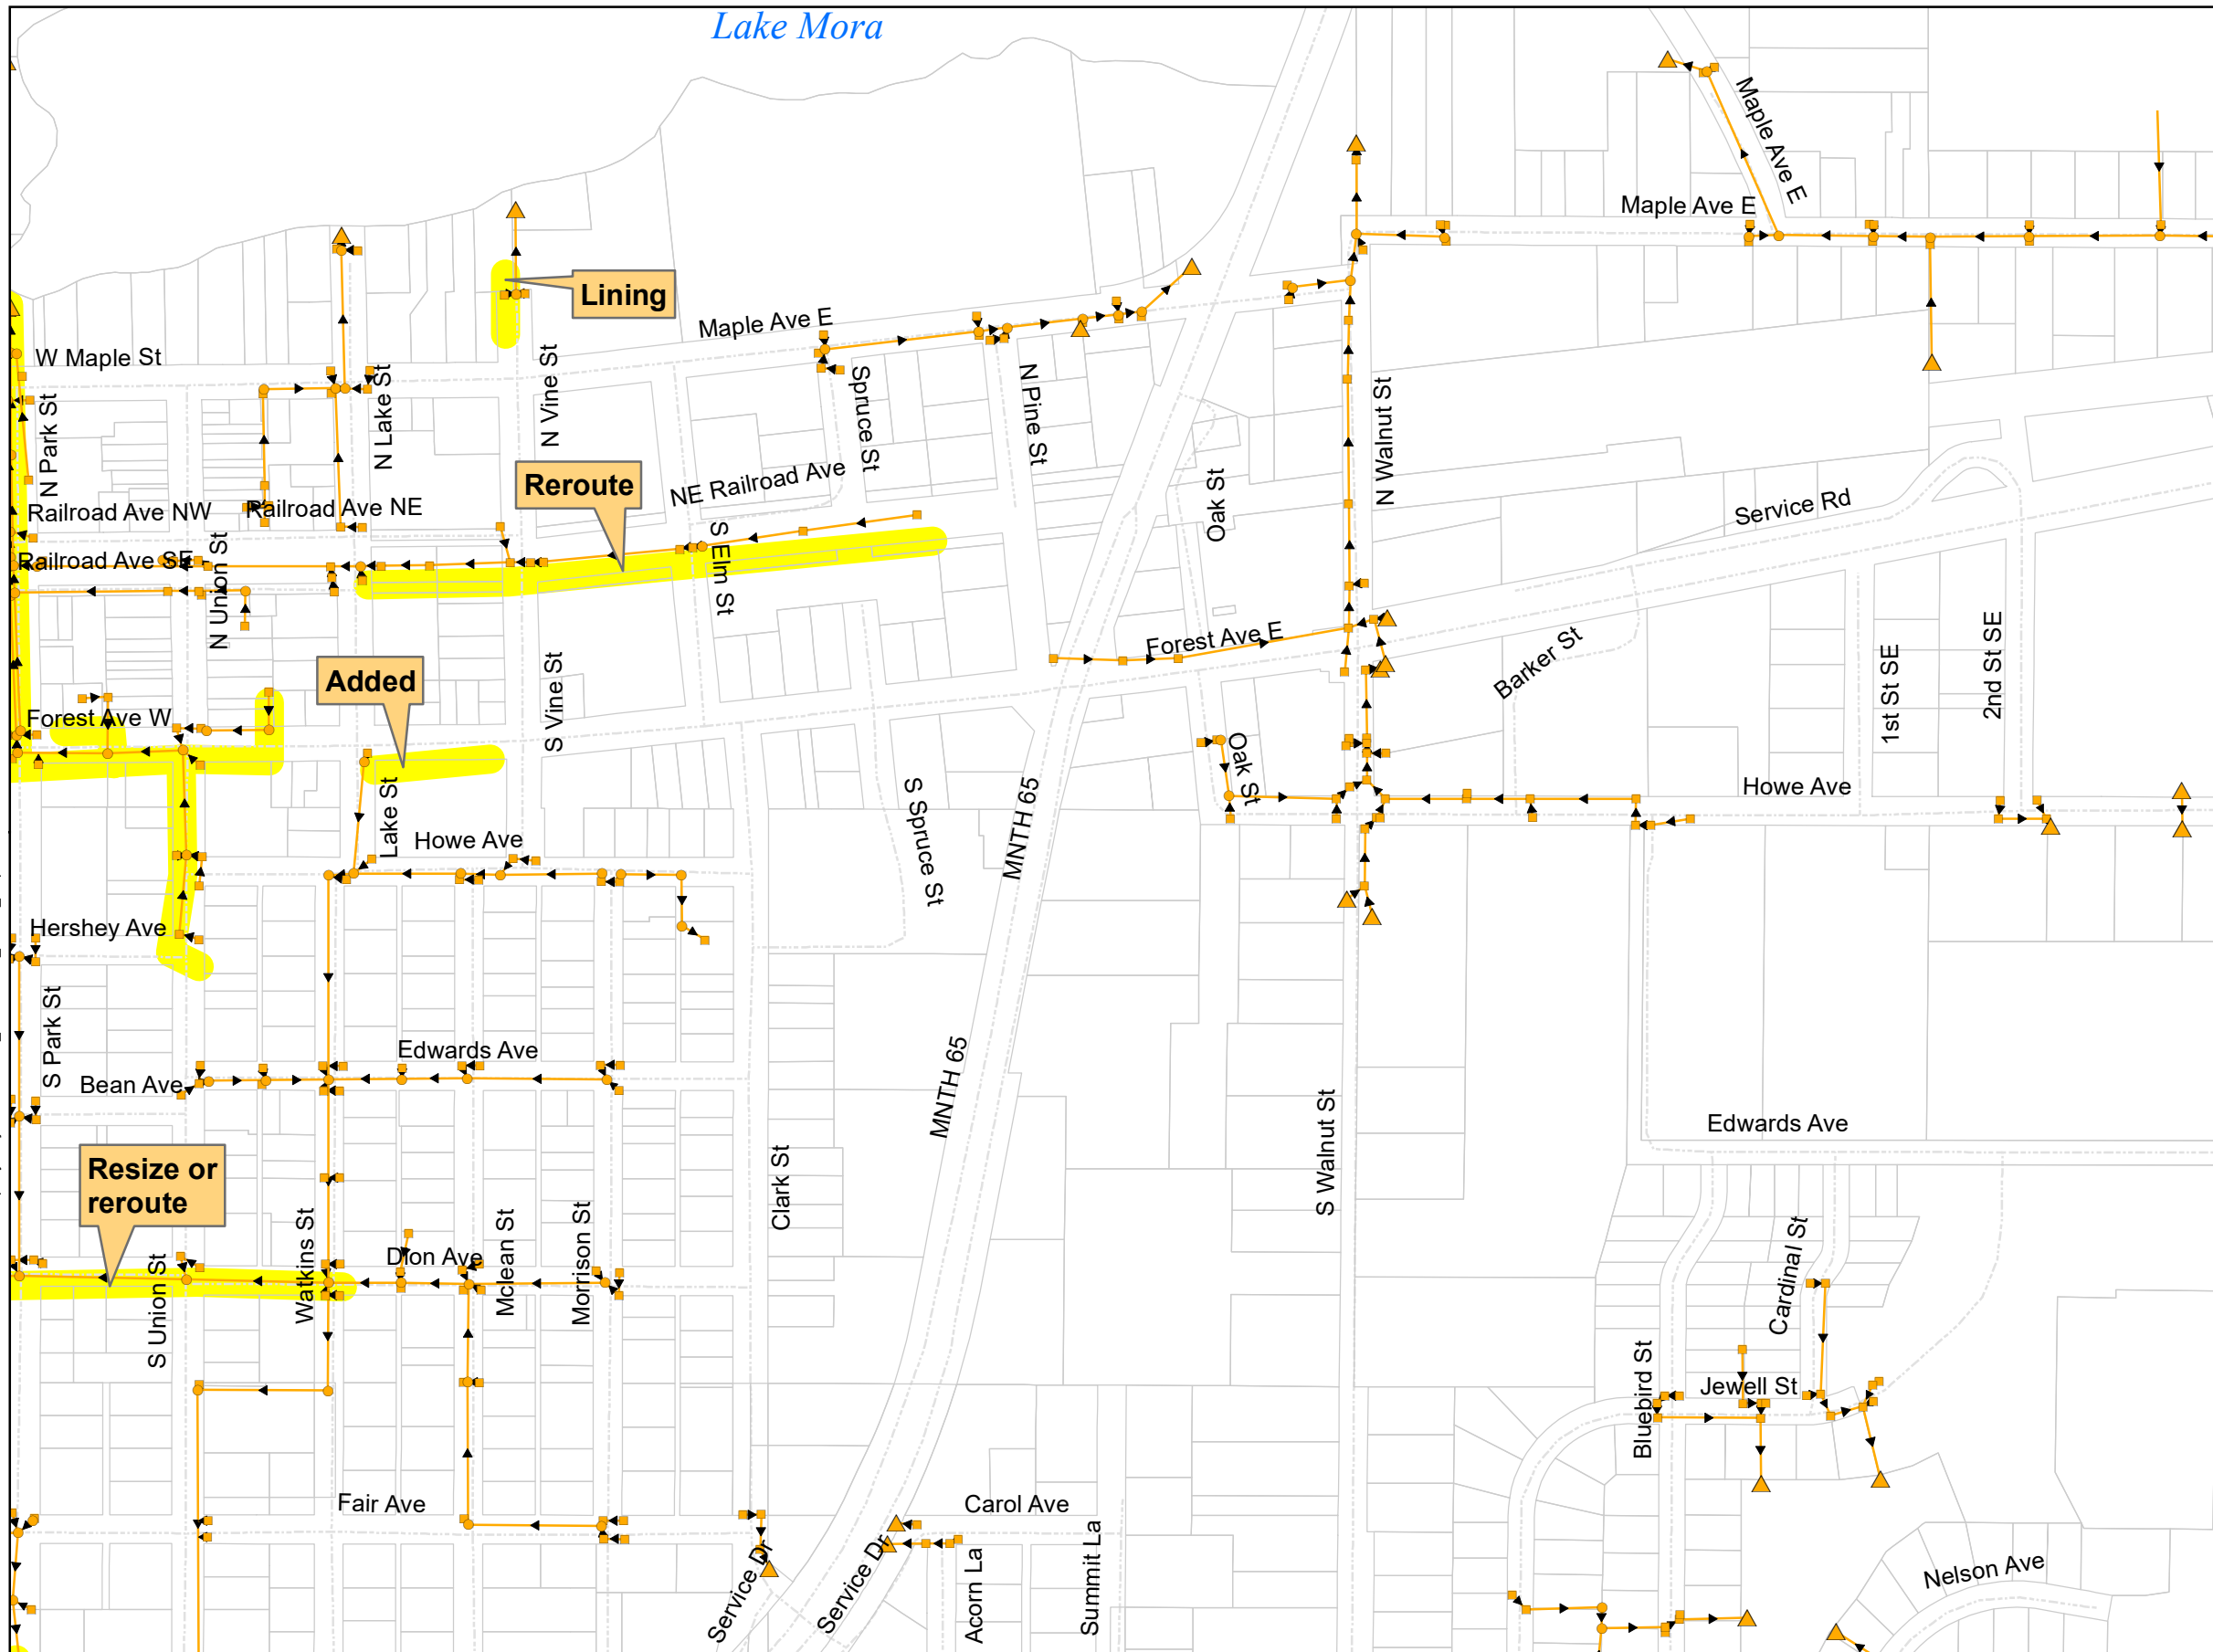 Lake Mora
Maple Ave E
Maple Ave E
Lining
Maple Ave E
W Maple St
N Park St
N Lake St
N Vine St
Spruce St
N Pine St
N Walnut St
Reroute
NE Railroad Ave
Oak St
Service Rd
Railroad Ave NW
Railroad Ave NE
Railroad Ave SE
N Union St
S Elm St
Forest Ave E
Barker St
1st St SE
2nd St SE
Added
S Vine St
Forest Ave W
Oak St
Howe Ave
Lake St
Howe Ave
S Spruce St
MNTH 65
Hershey Ave
S Park St
Edwards Ave
Bean Ave
MNTH 65
S Walnut St
Edwards Ave
Resize or
reroute
Clark St
Watkins St
Dion Ave
Mclean St
Morrison St
S Union St
Cardinal St
Bluebird St
Jewell St
Fair Ave
Carol Ave
Service Dr
Service Dr
Acorn La
Summit La
Nelson Ave